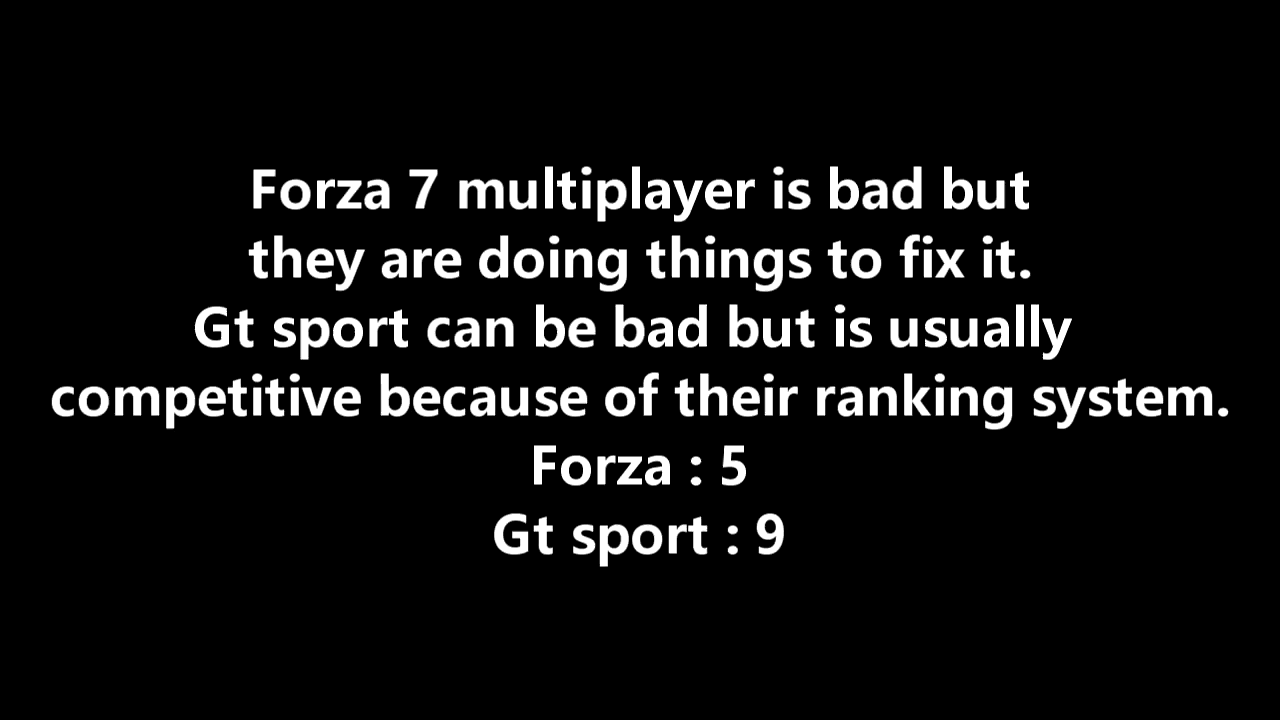 Forza 7 multiplayer is bad but
they are doing things to fix it.
Gt sport can be bad but is usually
competitive because of their ranking system.
Forza : 5
Gt sport : 9